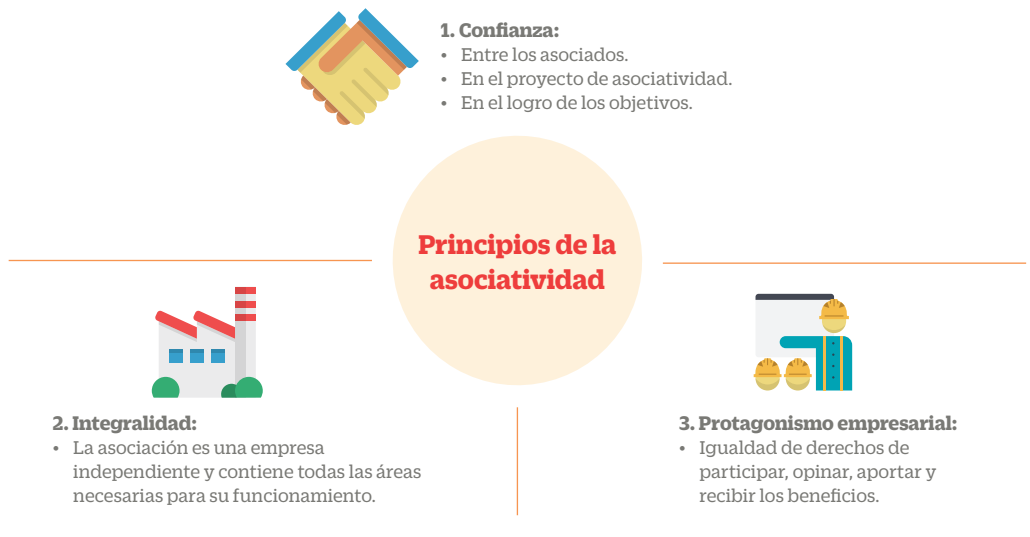 1. Confianza:
• Entre los asociados.
• En el proyecto de asociatividad.
• En el logro de los objetivos.
Principios de la
asociatividad
2. Integralidad:
• La asociación es una empresa
independiente y contiene todas las áreas
necesarias para su funcionamiento.
3. Protagonismo empresarial:
• Igualdad de derechos de
participar, opinar, aportar y
recibir los beneficios.